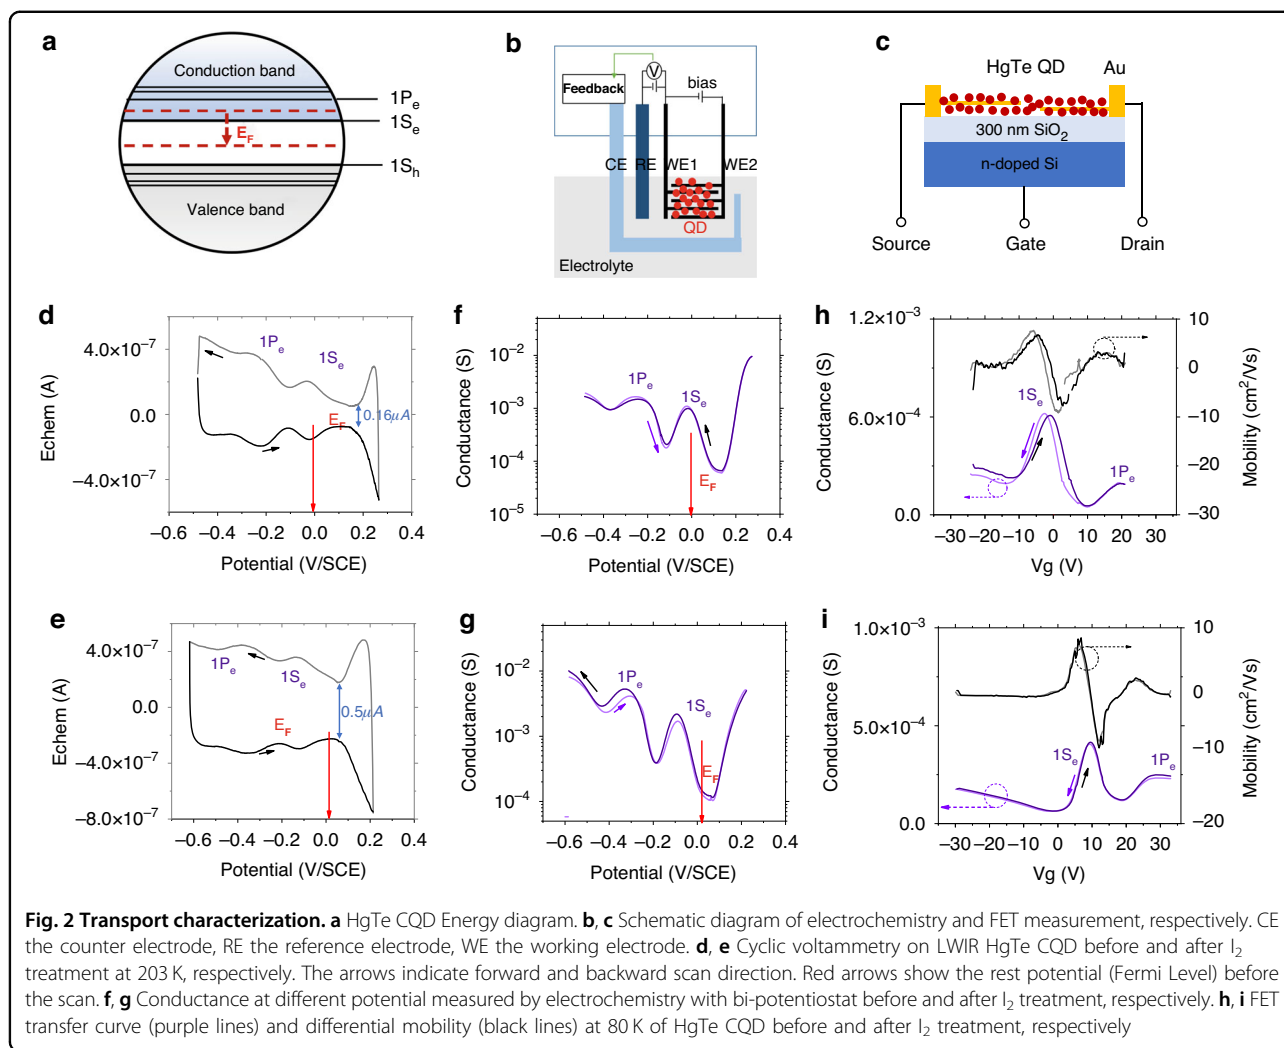 a
Conduction band
1Pe
1Se
EF
1Sh
Valence band
b
Feedback
V
bias
CE
RE
WE1
WE2
QD
Electrolyte
c
HgTe QD
Au
300 nm SiO2
n-doped Si
Source
Gate
Drain
d
Echem (A)
4.0×10−7
0.0
−4.0×10−7
1Pe
1Se
0.16μA
EF
−0.6 −0.4 −0.2 0.0 0.2 0.4
Potential (V/SCE)
f
Conductance (S)
10−2
10−3
10−4
10−5
1Pe
1Se
EF
−0.6 −0.4 −0.2 0.0 0.2 0.4
Potential (V/SCE)
h
Conductance (S)
1.2×10−3
6.0×10−4
0.0
1Se
1Pe
10
0
−10
−20
−30
Mobility (cm2/Vs)
−30 −20 −10 0 10 20 30
Vg (V)
e
Echem (A)
4.0×10−7
0.0
−4.0×10−7
−8.0×10−7
1Pe
1Se
0.5μA
EF
−0.6 −0.4 −0.2 0.0 0.2 0.4
Potential (V/SCE)
g
Conductance (S)
10−2
10−3
10−4
1Pe
1Se
EF
−0.6 −0.4 −0.2 0.0 0.2 0.4
Potential (V/SCE)
i
Conductance (S)
1.0×10−3
5.0×10−4
0.0
1Se
1Pe
10
0
−10
−20
Mobility (cm2/Vs)
−30 −20 −10 0 10 20 30
Vg (V)
Fig. 2 Transport characterization. a HgTe CQD Energy diagram. b, c Schematic diagram of electrochemistry and FET measurement, respectively. CE
the counter electrode, RE the reference electrode, WE the working electrode. d, e Cyclic voltammetry on LWIR HgTe CQD before and after I2
treatment at 203 K, respectively. The arrows indicate forward and backward scan direction. Red arrows show the rest potential (Fermi Level) before
the scan. f, g Conductance at different potential measured by electrochemistry with bi-potentiostat before and after I2 treatment, respectively. h, i FET
transfer curve (purple lines) and differential mobility (black lines) at 80 K of HgTe CQD before and after I2 treatment, respectively